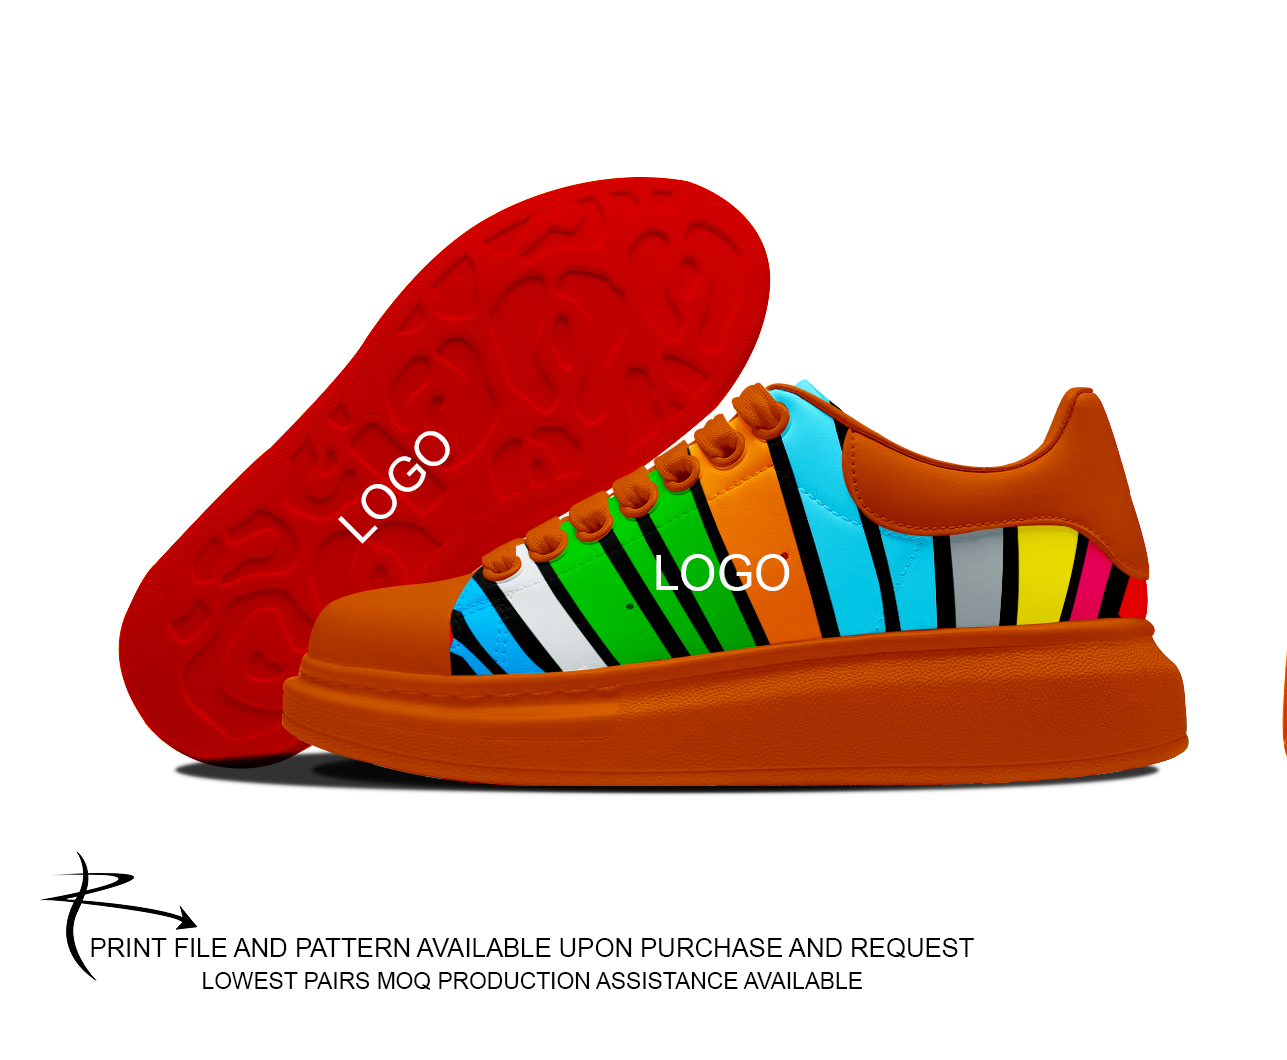 LOGO
LOGO
PRINT FILE AND PATTERN AVAILABLE UPON PURCHASE AND REQUEST
LOWEST PAIRS MOQ PRODUCTION ASSISTANCE AVAILABLE